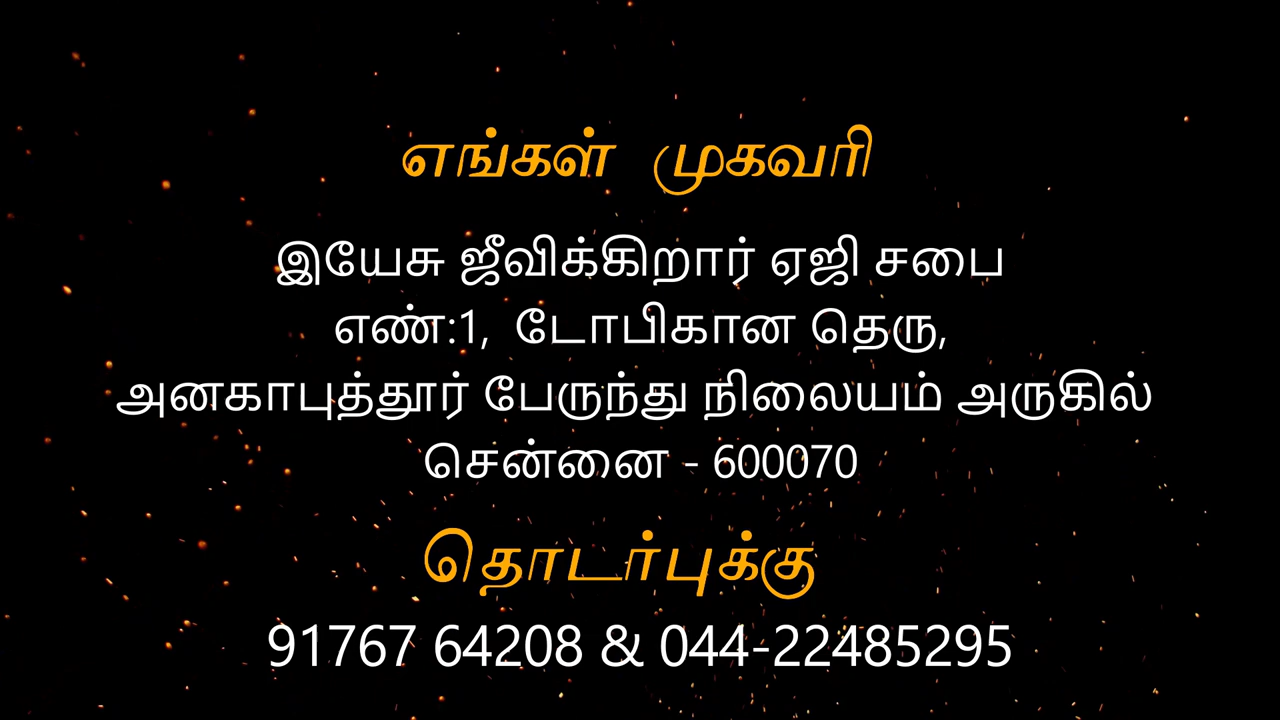 எங்கள் முகவரி
இயேசு ஜீவிக்கிறார் ஏஜி சபை
எண்:1, டோபிகான தெரு,
அனகாபுத்தூர் பேருந்து நிலையம் அருகில்
சென்னை - 600070
தொடர்புக்கு
91767 64208 & 044-22485295